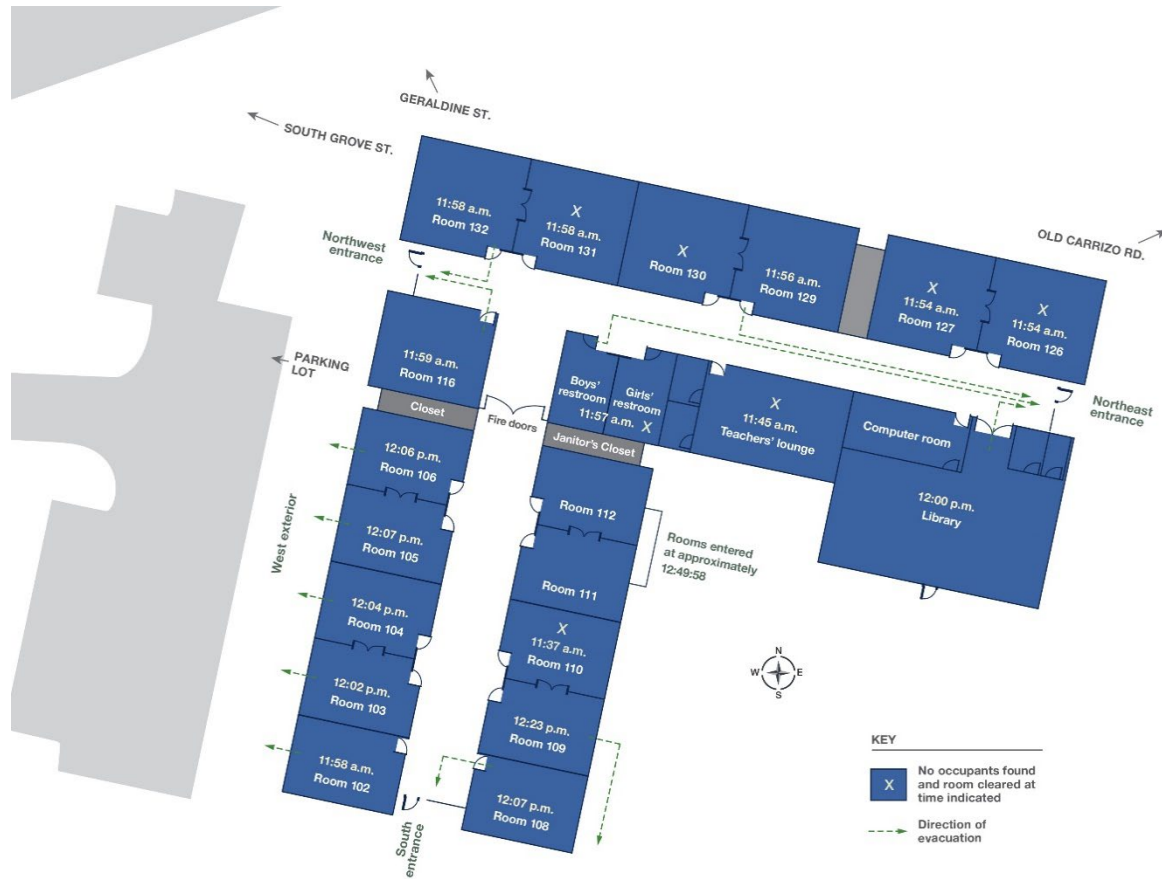 GERALDINE ST.
SOUTH GROVE ST.
OLD CARRIZO RD.
Northwest
entrance
11:58 a.m.
Room 132
X
11:58 a.m.
Room 131
X
Room 130
11:56 a.m.
Room 129
X
11:54 a.m.
Room 127
X
11:54 a.m.
Room 126
PARKING
LOT
11:59 a.m.
Room 116
Closet
Fire doors
Boys’
restroom
Girls’
restroom
11:57 a.m.
X
Janitor’s Closet
X
11:45 a.m.
Teachers’ lounge
Computer room
Northeast
entrance
12:00 p.m.
Library
West exterior
12:06 p.m.
Room 106
12:07 p.m.
Room 105
12:04 p.m.
Room 104
12:02 p.m.
Room 103
11:58 a.m.
Room 102
Room 112
Room 111
Rooms entered
at approximately
12:49:58
X
11:37 a.m.
Room 110
12:23 p.m.
Room 109
12:07 p.m.
Room 108
South
entrance
N
W
E
S
KEY
X
No occupants found
and room cleared at
time indicated
Direction of
evacuation